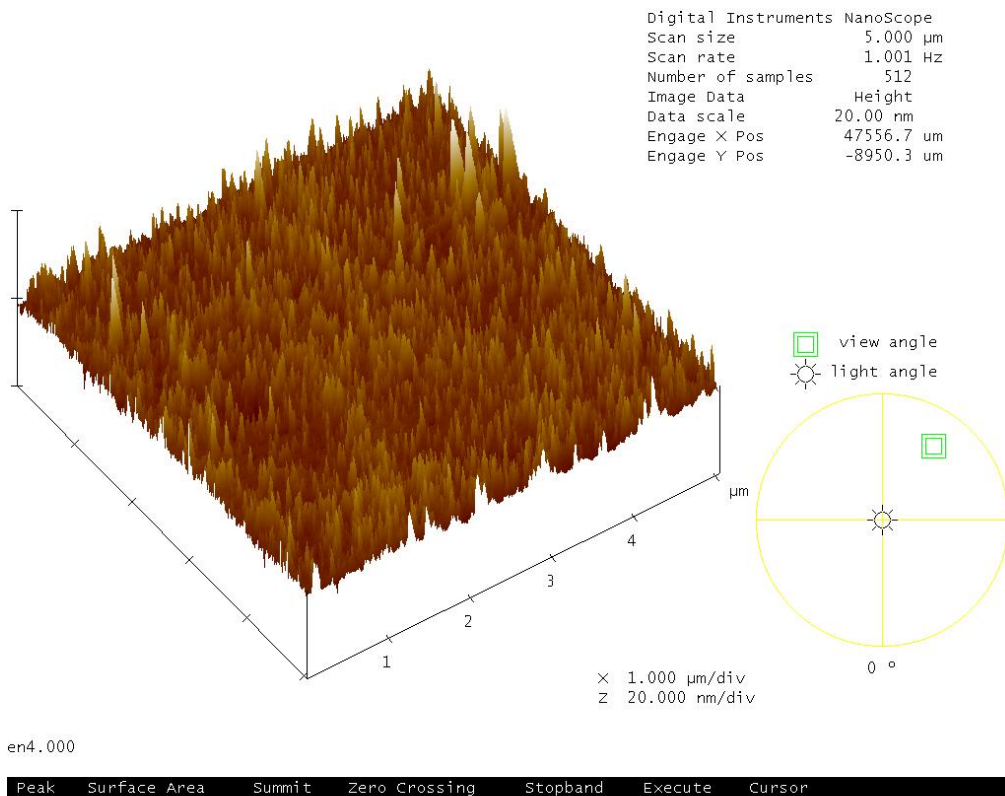 Digital Instruments NanoScope
Scan size 5.000 µm
Scan rate 1.001 Hz
Number of samples 512
Image Data Height
Data scale 20.00 nm
Engage X Pos 47556.7 um
Engage Y Pos -8950.3 um
view angle
light angle
µm
4
3
2
1
0 º
X 1.000 µm/div
Z 20.000 nm/div
en4.000
Peak Surface Area Summit Zero Crossing Stopband Execute Cursor